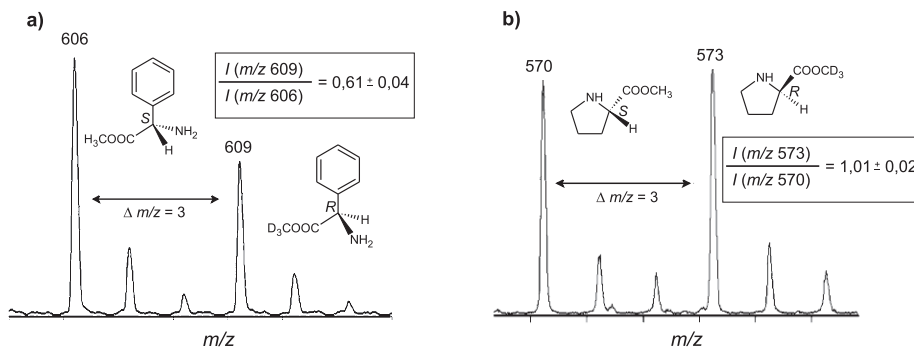 a)
606
S
H₃COOC
NH₂
H
I (m/z 609)
I (m/z 606)
= 0,61 ± 0,04
609
Δ m/z = 3
R
H
D₃COOC
NH₂
m/z
b)
570
NH
COOCH₃
S
H
573
NH
COOCD₃
R
H
I (m/z 573)
I (m/z 570)
= 1,01 ± 0,02
Δ m/z = 3
m/z